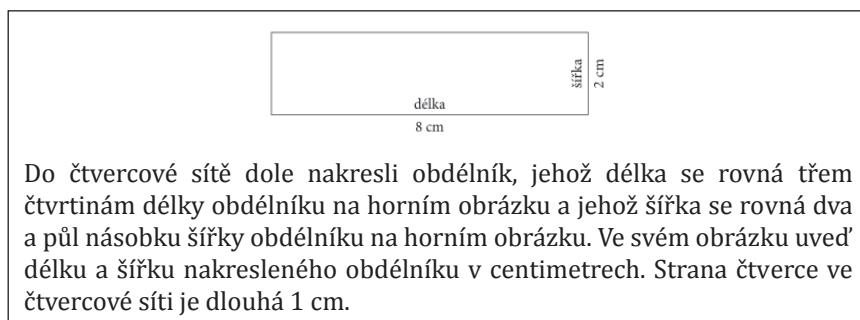 šířka
2 cm
délka
8 cm
Do čtvercové sítě dole nakresli obdélník, jehož délka se rovná třem
čtvrtinám délky obdélníku na horním obrázku a jehož šířka se rovná dva
a půl násobku šířky obdélníku na horním obrázku. Ve svém obrázku uveď
délku a šířku nakresleného obdélníku v centimetrech. Strana čtverce ve
čtvercové síti je dlouhá 1 cm.